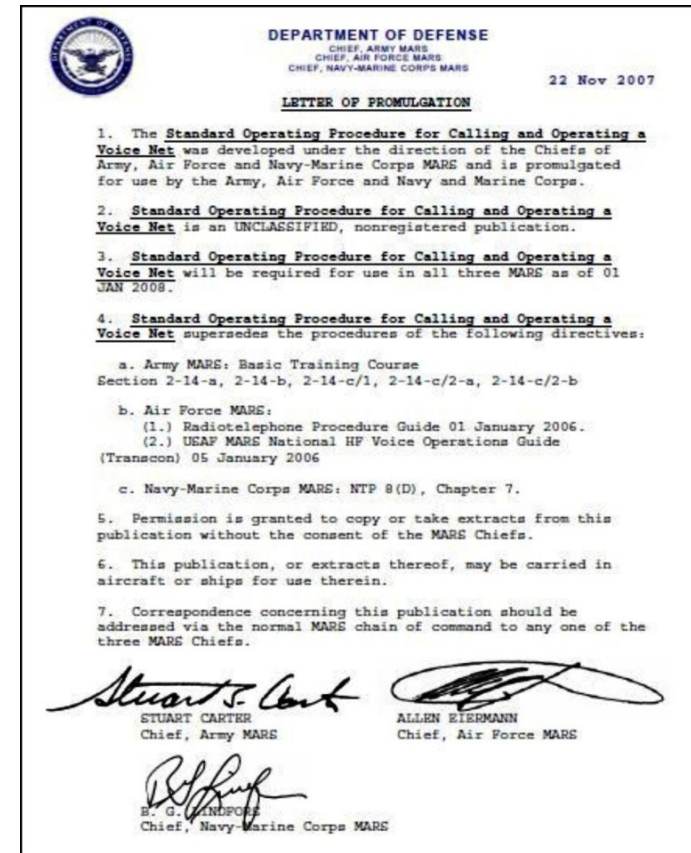 DEPARTMENT OF DEFENSE
CHIEF, ARMY MARS
CHIEF, AIR FORCE MARS
CHIEF, NAVY-MARINE CORPS MARS
22 Nov 2007
LETTER OF PROMULGATION
1. The Standard Operating Procedure for Calling and Operating a
Voice Net was developed under the direction of the Chiefs of
Army, Air Force and Navy-Marine Corps MARS and is promulgated
for use by the Army, Air Force and Navy and Marine Corps.
2. Standard Operating Procedure for Calling and Operating a
Voice Net is an UNCLASSIFIED, nonregistered publication.
3. Standard Operating Procedure for Calling and Operating a
Voice Net will be required for use in all three MARS as of 01
JAN 2008.
4. Standard Operating Procedure for Calling and Operating a
Voice Net supersedes the procedures of the following directives:
a. Army MARS: Basic Training Course
Section 2-14-a, 2-14-b, 2-14-c/1, 2-14-c/2-a, 2-14-c/2-b
b. Air Force MARS:
(1.) Radiotelephone Procedure Guide 01 January 2006.
(2.) USAF MARS National HF Voice Operations Guide
(Transcon) 05 January 2006
c. Navy-Marine Corps MARS: NTP 8(D), Chapter 7.
5. Permission is granted to copy or take extracts from this
publication without the consent of the MARS Chiefs.
6. This publication, or extracts thereof, may be carried in
aircraft or ships for use therein.
7. Correspondence concerning this publication should be
addressed via the normal MARS chain of command to any one of the
three MARS Chiefs.
STUART CARTER
Chief, Army MARS
ALLEN EIERMANN
Chief, Air Force MARS
B. G. LINDFORS
Chief, Navy-Marine Corps MARS